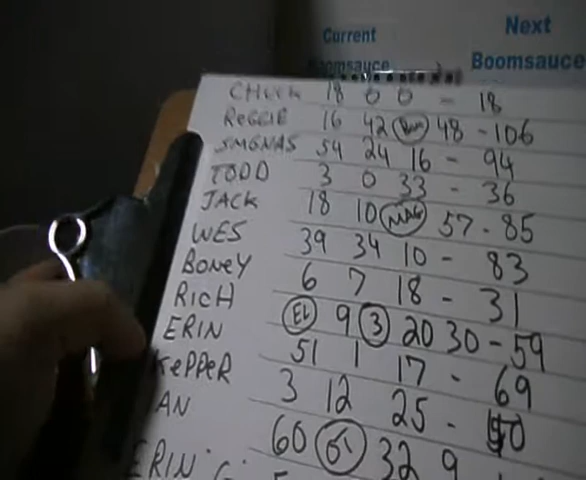 Current
Next
Boomsauce
CHUCK 18 0 0 - 18
REGGIE 16 42 48 - 106
SMGNAS 54 24 16 - 94
TODD 3 0 33 - 36
JACK 18 10 MAG 57 - 85
WES 39 34 10 - 83
BONEY 6 7 18 - 31
RICH EL 9 3 20 30 - 59
ERIN 51 1 17 - 69
KEPPER 3 12 25 - 40
AN 60 32 9
ERIN